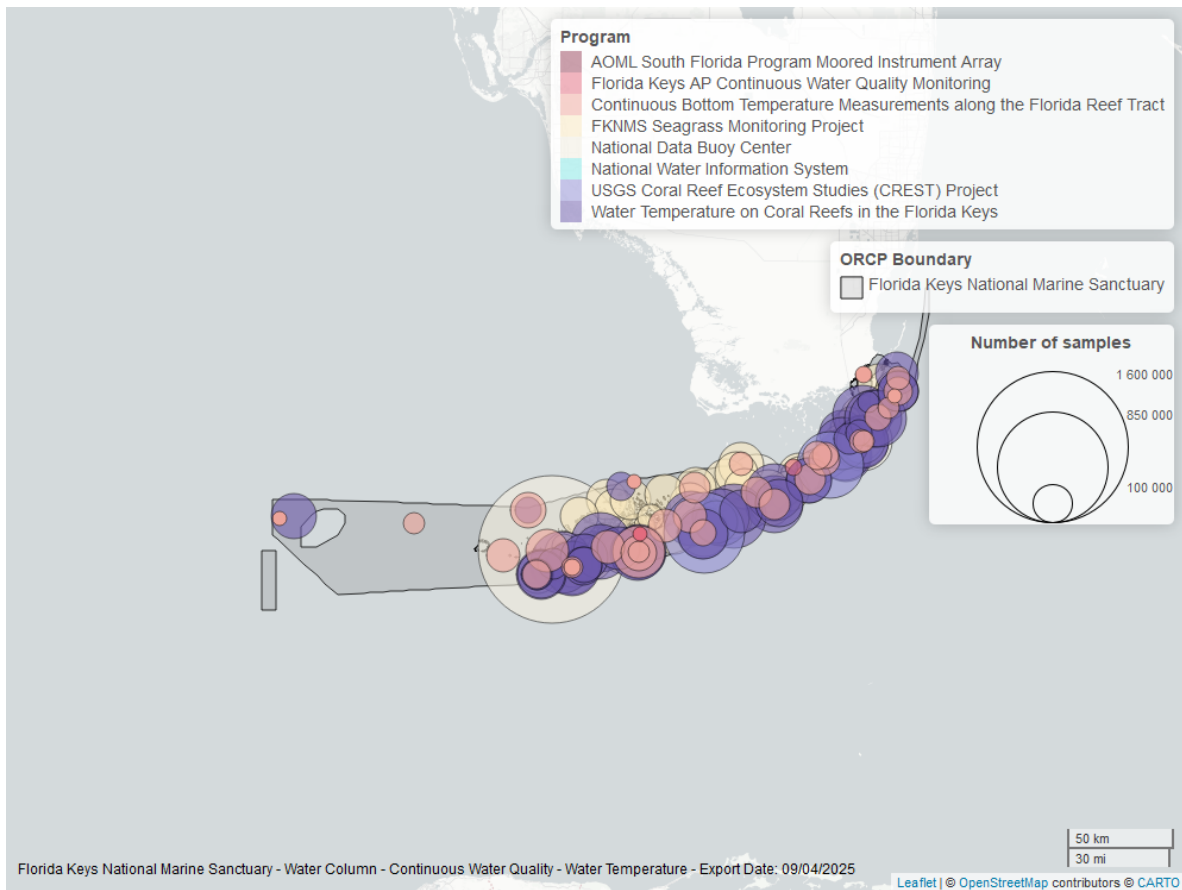 Program
AOML South Florida Program Moored Instrument Array
Florida Keys AP Continuous Water Quality Monitoring
Continuous Bottom Temperature Measurements along the Florida Reef Tract
FKNMS Seagrass Monitoring Project
National Data Buoy Center
National Water Information System
USGS Coral Reef Ecosystem Studies (CREST) Project
Water Temperature on Coral Reefs in the Florida Keys
ORCP Boundary
Florida Keys National Marine Sanctuary
Number of samples
1 600 000
850 000
100 000
50 km
30 mi
Florida Keys National Marine Sanctuary - Water Column - Continuous Water Quality - Water Temperature - Export Date: 09/04/2025
Leaflet | © OpenStreetMap contributors © CARTO